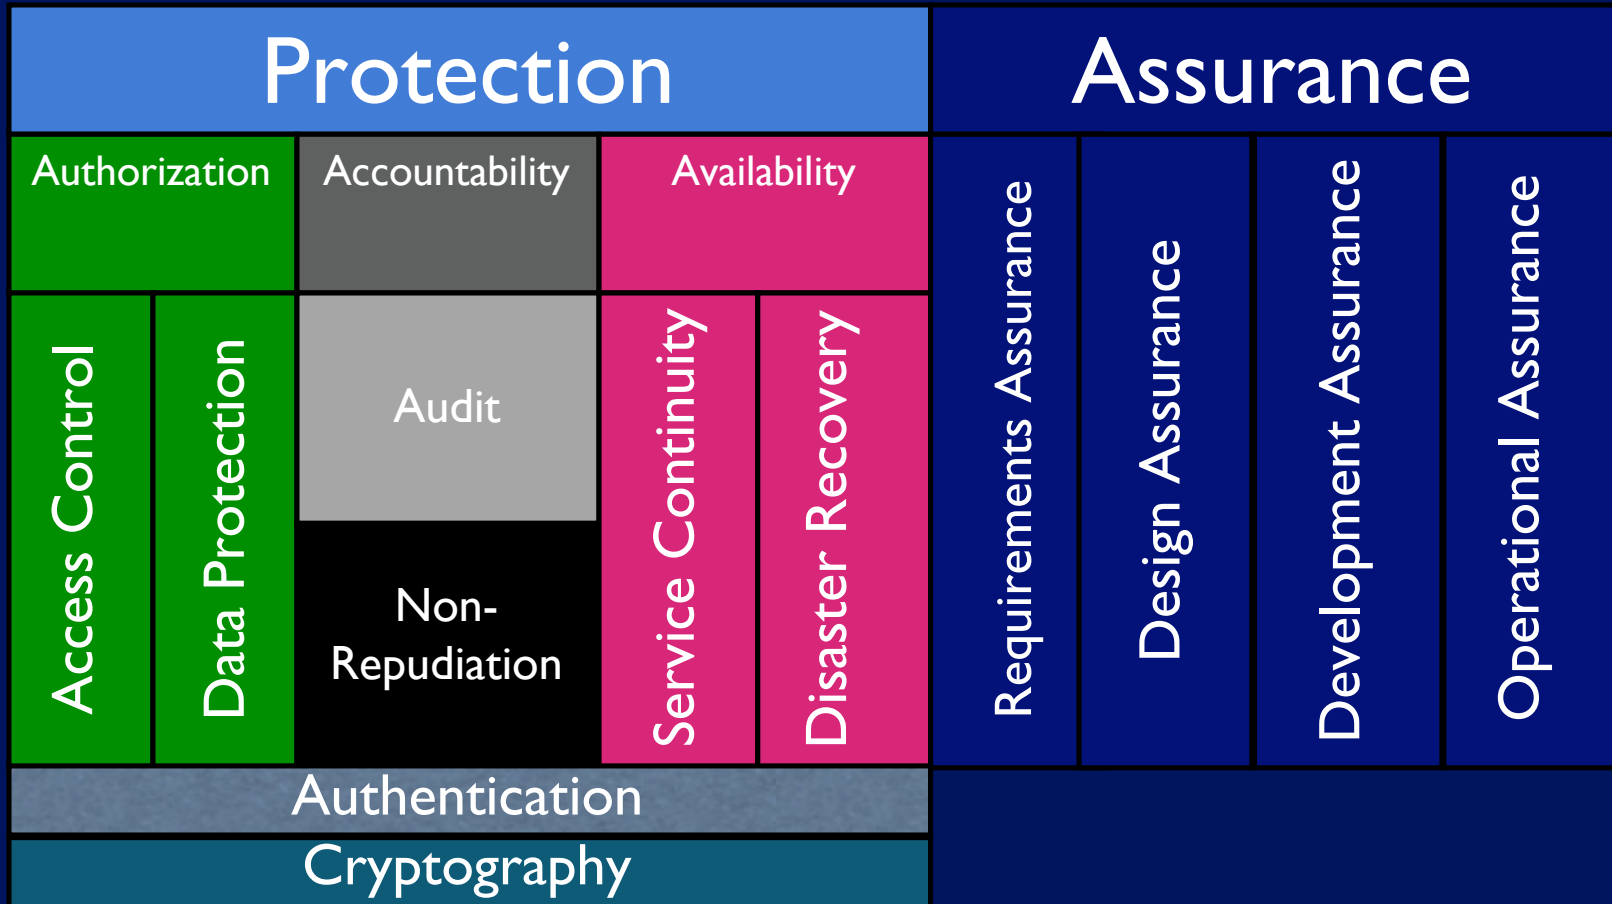 Protection
Assurance
Authorization
Accountability
Availability
Access Control
Data Protection
Audit
Non-
Repudiation
Service Continuity
Disaster Recovery
Requirements Assurance
Design Assurance
Development Assurance
Operational Assurance
Authentication
Cryptography